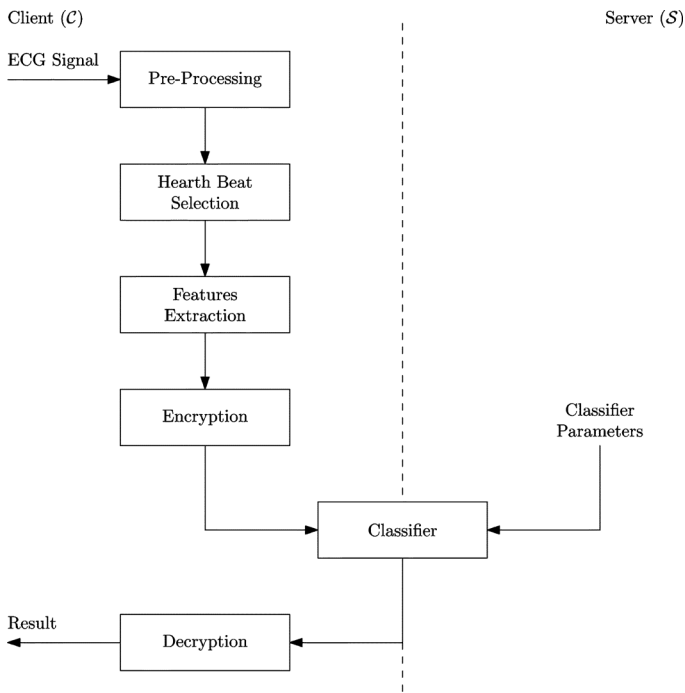 Client (𝒞)
Server (𝒮)
ECG Signal
Pre-Processing
Hearth Beat
Selection
Features
Extraction
Encryption
Classifier
Parameters
Classifier
Result
Decryption